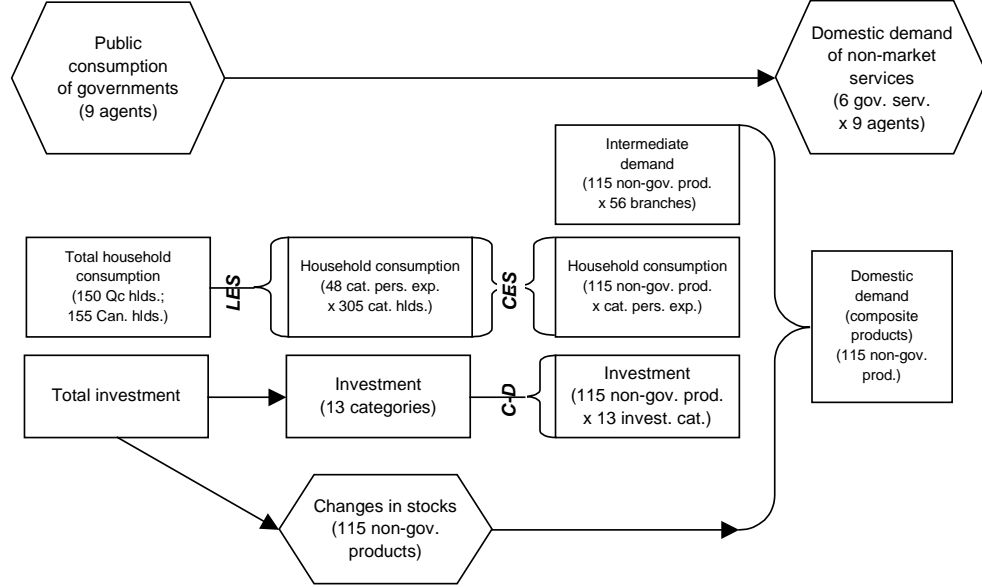 Public
consumption
of governments
(9 agents)
Domestic demand
of non-market
services
(6 gov. serv.
x 9 agents)
Intermediate
demand
(115 non-gov. prod.
x 56 branches)
Total household
consumption
(150 Qc hlds.;
155 Can. hlds.)
LES
Household consumption
(48 cat. pers. exp.
x 305 cat. hlds.)
CES
Household consumption
(115 non-gov. prod.
x cat. pers. exp.)
Domestic
demand
(composite
products)
(115 non-gov.
prod.)
Total investment
Investment
(13 categories)
C-D
Investment
(115 non-gov. prod.
x 13 invest. cat.)
Changes in stocks
(115 non-gov.
products)